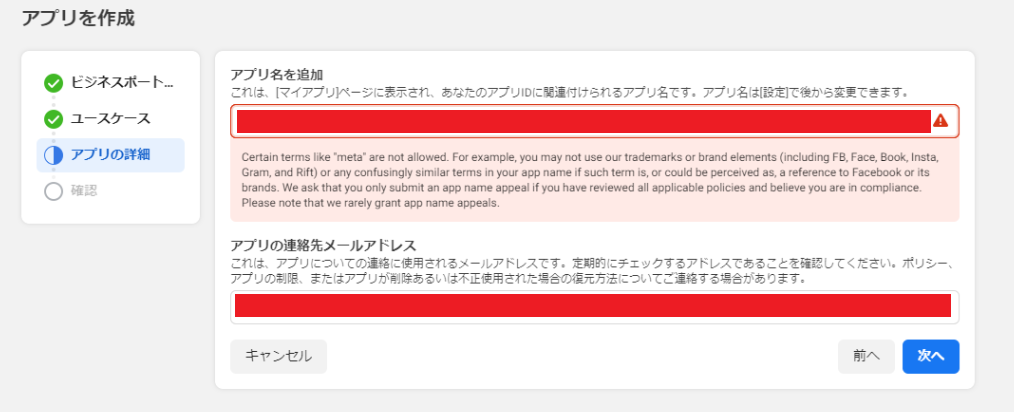 アプリを作成
ビジネスポート...
ユースケース
アプリの詳細
確認
アプリ名を追加
これは、[マイアプリ]ページに表示され、あなたのアプリIDに関連付けられるアプリ名です。アプリ名は[設定]で後から変更できます。
Certain terms like "meta" are not allowed. For example, you may not use our trademarks or brand elements (including FB, Face, Book, Insta,
Gram, and Rift) or any confusingly similar terms in your app name if such term is, or could be perceived as, a reference to Facebook or its
brands. We ask that you only submit an app name appeal if you have reviewed all applicable policies and believe you are in compliance.
Please note that we rarely grant app name appeals.
アプリの連絡先メールアドレス
これは、アプリについての連絡に使用されるメールアドレスです。定期的にチェックするアドレスであることを確認してください。ポリシー、
アプリの制限、またはアプリが削除あるいは不正使用された場合の復元方法についてご連絡する場合があります。
キャンセル
前へ
次へ